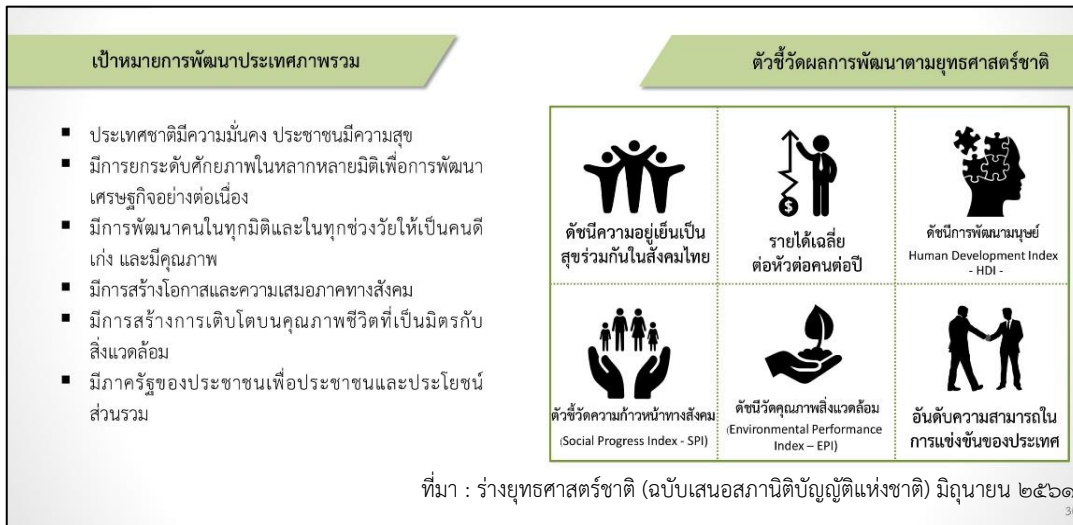 เป้าหมายการพัฒนาประเทศภาพรวม
▪ ประเทศชาติมีความมั่นคง ประชาชนมีความสุข
▪ มีการยกระดับศักยภาพในหลากหลายมิติเพื่อการพัฒนา
เศรษฐกิจอย่างต่อเนื่อง
▪ มีการพัฒนาคนในทุกมิติและในทุกช่วงวัยให้เป็นคนดี
เก่ง และมีคุณภาพ
▪ มีการสร้างโอกาสและความเสมอภาคทางสังคม
▪ มีการสร้างการเติบโตบนคุณภาพชีวิตที่เป็นมิตรกับ
สิ่งแวดล้อม
▪ มีภาครัฐของประชาชนเพื่อประชาชนและประโยชน์
ส่วนรวม
ตัวชี้วัดผลการพัฒนาตามยุทธศาสตร์ชาติ
ดัชนีความอยู่เย็นเป็น
สุขร่วมกันในสังคมไทย
$
รายได้เฉลี่ย
ต่อหัวต่อคนต่อปี
ดัชนีการพัฒนามนุษย์
Human Development Index
- HDI -
ตัวชี้วัดความก้าวหน้าทางสังคม
(Social Progress Index - SPI)
ดัชนีวัดคุณภาพสิ่งแวดล้อม
(Environmental Performance
Index – EPI)
อันดับความสามารถใน
การแข่งขันของประเทศ
ที่มา : ร่างยุทธศาสตร์ชาติ (ฉบับเสนอสภานิติบัญญัติแห่งชาติ) มิถุนายน ๒๕๖๑